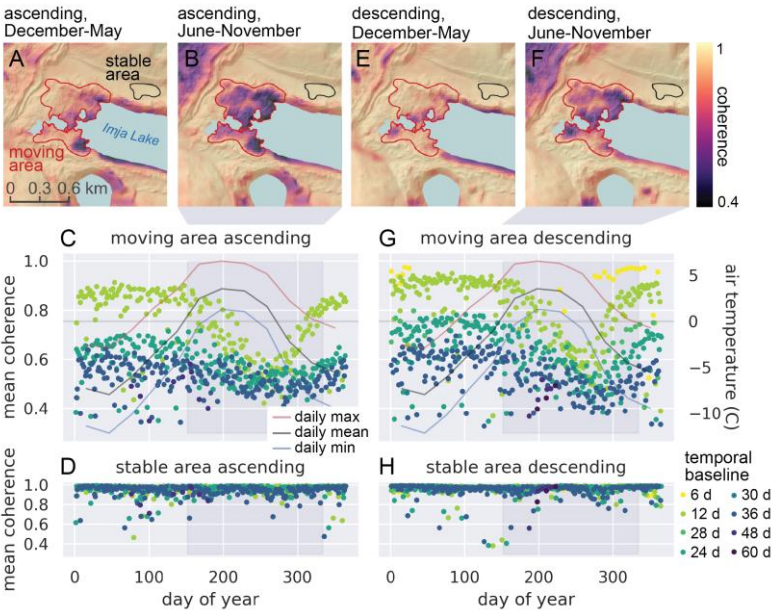 ascending,
December-May
ascending,
June-November
descending,
December-May
descending,
June-November
A
stable
area
B
E
F
Imja Lake
moving
area
0 0.3 0.6 km
1
coherence
0.4
C moving area ascending
G moving area descending
1.0
0.8
0.6
0.4
mean coherence
5
0
−5
−10
air temperature (C)
daily max
daily mean
daily min
D stable area ascending
H stable area descending
1.0
0.8
0.6
0.4
mean coherence
0 100 200 300
day of year
0 100 200 300
day of year
temporal
baseline
6 d 30 d
12 d 36 d
28 d 48 d
24 d 60 d